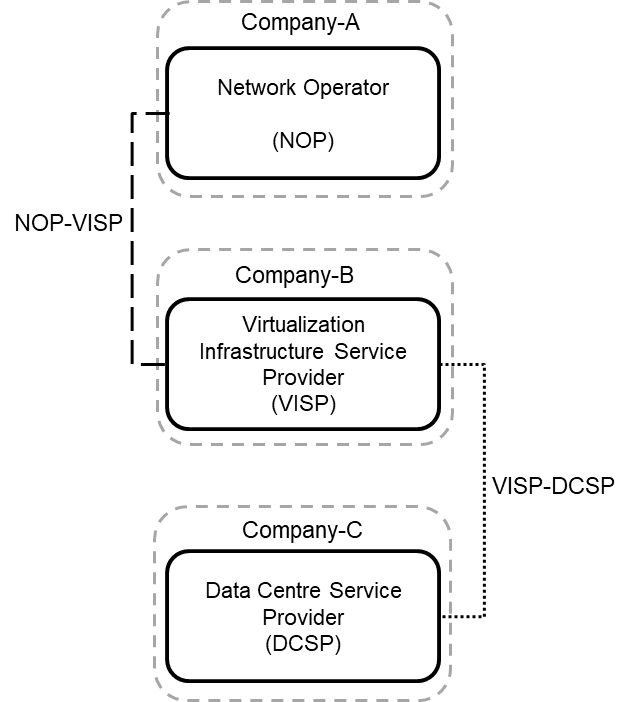 Company-A
Network Operator
(NOP)
NOP-VISP
Company-B
Virtualization
Infrastructure Service
Provider
(VISP)
VISP-DCSP
Company-C
Data Centre Service
Provider
(DCSP)